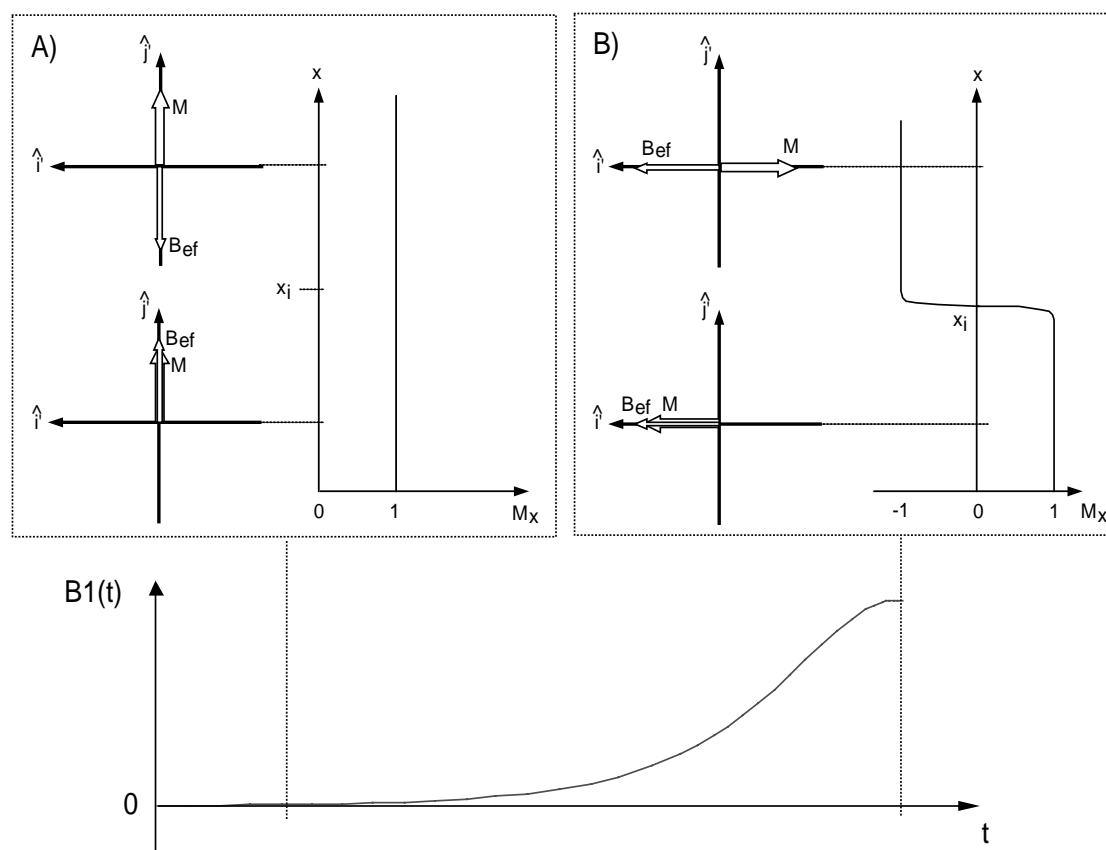 A)
ĵ'
M
î'
B_ef
x
x_i
ĵ'
B_ef
M
î'
0 1 M_x
B)
ĵ'
B_ef M
î'
x
x_i
ĵ'
B_ef M
î'
-1 0 1 M_x
B1(t)
0
t